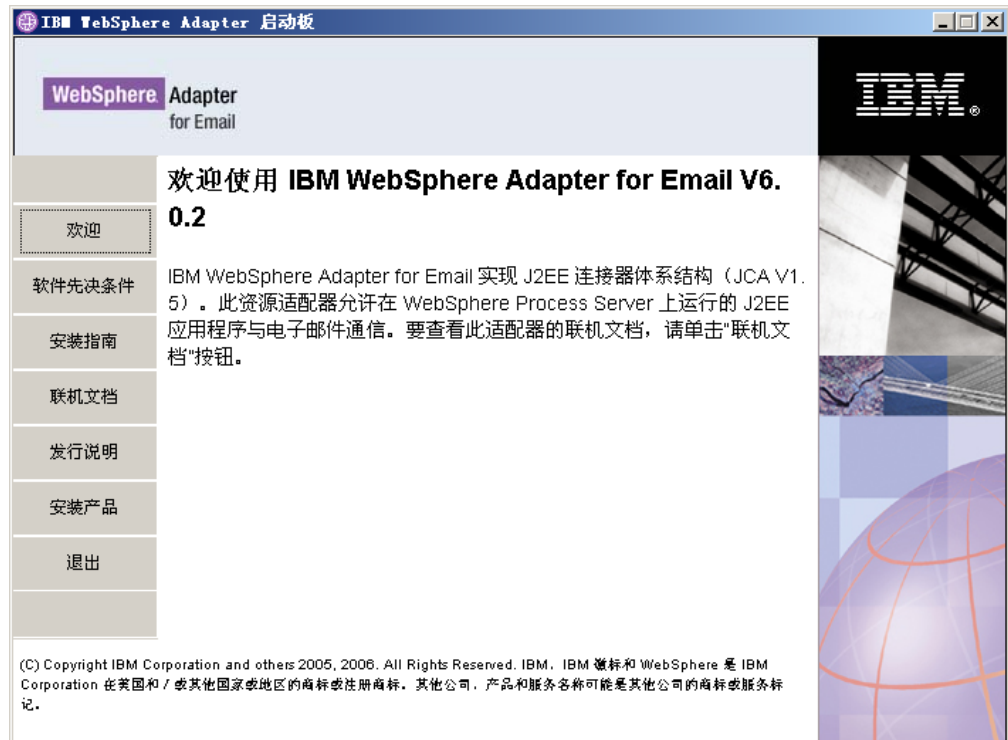 IBM WebSphere Adapter 启动板
WebSphere Adapter
for Email
IBM®
欢迎
软件先决条件
安装指南
联机文档
发行说明
安装产品
退出
欢迎使用 IBM WebSphere Adapter for Email V6.
0.2
IBM WebSphere Adapter for Email 实现 J2EE 连接器体系结构（JCA V1.
5）。此资源适配器允许在 WebSphere Process Server 上运行的 J2EE
应用程序与电子邮件通信。要查看此适配器的联机文档，请单击"联机文
档"按钮。
(C) Copyright IBM Corporation and others 2005, 2006. All Rights Reserved. IBM、IBM 徽标和 WebSphere 是 IBM
Corporation 在美国和 / 或其他国家或地区的商标或注册商标。其他公司、产品和服务名称可能是其他公司的商标或服务标
记。